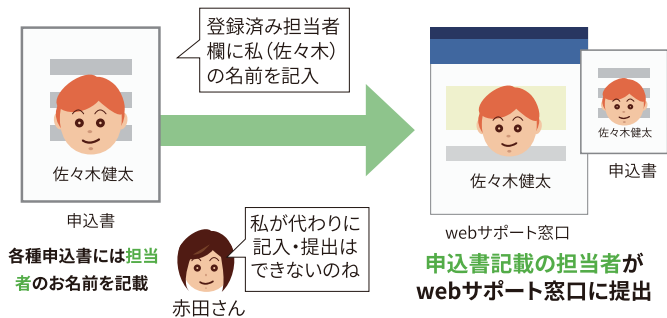 登録済み担当者
欄に私（佐々木）
の名前を記入
佐々木健太
申込書
各種申込書には担当
者のお名前を記載
私が代わりに
記入・提出は
できないのね
赤田さん
佐々木健太
佐々木健太
申込書
webサポート窓口
申込書記載の担当者が
webサポート窓口に提出